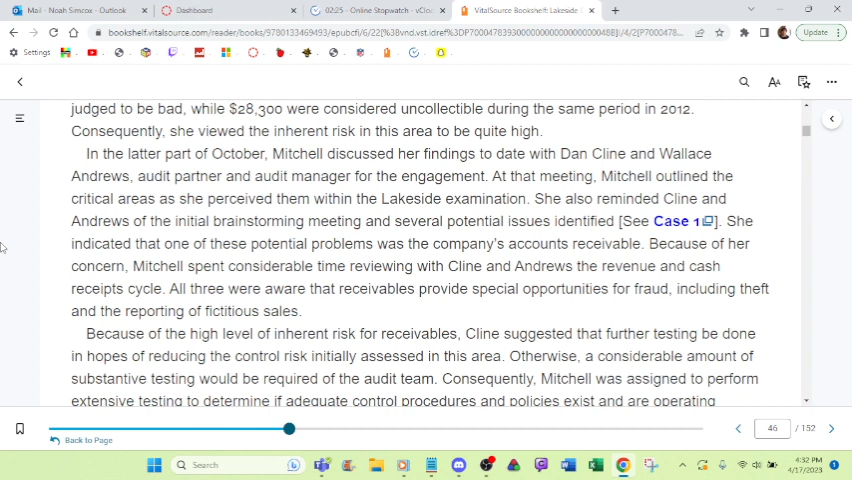 Mail - Noah Simcox - Outlook
Dashboard
02:25 - Online Stopwatch - vClo
VitalSource Bookshelf: Lakeside
bookshelf.vitalsource.com/reader/books/9780133469493/epubcfi/6/22
Update
Settings
judged to be bad, while $28,300 were considered uncollectible during the same period in 2012.
Consequently, she viewed the inherent risk in this area to be quite high.
In the latter part of October, Mitchell discussed her findings to date with Dan Cline and Wallace
Andrews, audit partner and audit manager for the engagement. At that meeting, Mitchell outlined the
critical areas as she perceived them within the Lakeside examination. She also reminded Cline and
Andrews of the initial brainstorming meeting and several potential issues identified [See Case 1]. She
indicated that one of these potential problems was the company's accounts receivable. Because of her
concern, Mitchell spent considerable time reviewing with Cline and Andrews the revenue and cash
receipts cycle. All three were aware that receivables provide special opportunities for fraud, including theft
and the reporting of fictitious sales.
Because of the high level of inherent risk for receivables, Cline suggested that further testing be done
in hopes of reducing the control risk initially assessed in this area. Otherwise, a considerable amount of
substantive testing would be required of the audit team. Consequently, Mitchell was assigned to perform
extensive testing to determine if adequate control procedures and policies exist and are operating
46 / 152
Back to Page
Search
4:32 PM
4/17/2023